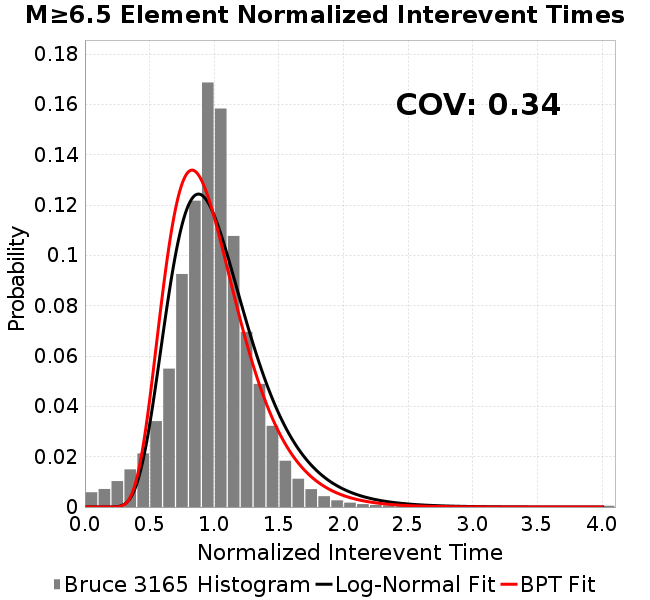 M≥6.5 Element Normalized Interevent Times
COV: 0.34
0.18
0.16
0.14
0.12
0.1
0.08
0.06
0.04
0.02
0
Probability
0.0 0.5 1.0 1.5 2.0 2.5 3.0 3.5 4.0
Normalized Interevent Time
Bruce 3165 Histogram Log-Normal Fit BPT Fit